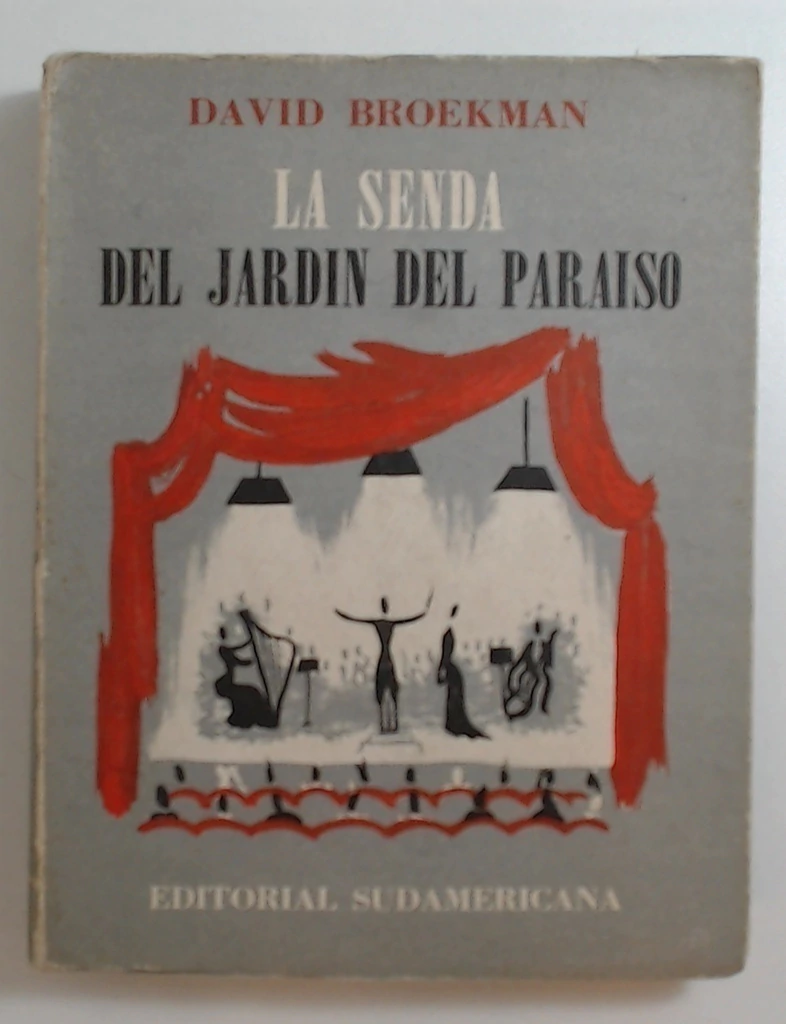 DAVID BROEKMAN
LA SENDA
DEL JARDIN DEL PARAISO
EDITORIAL SUDAMERICANA